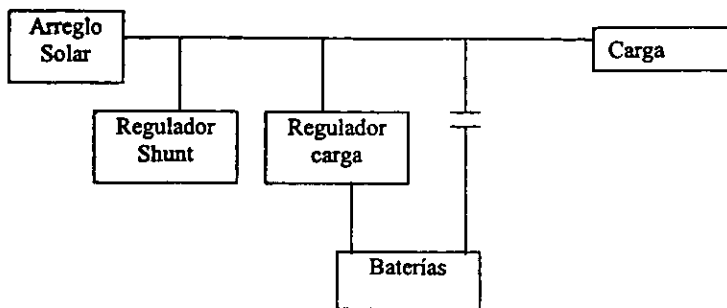 Arreglo
Solar
Carga
Regulador
Shunt
Regulador
carga
Baterías